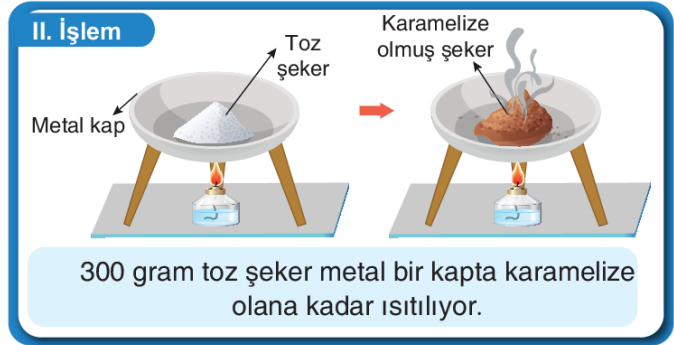 II. İşlem
Toz
şeker
Metal kap
Karamelize
olmuş şeker
300 gram toz şeker metal bir kapta karamelize
olana kadar ısıtılıyor.